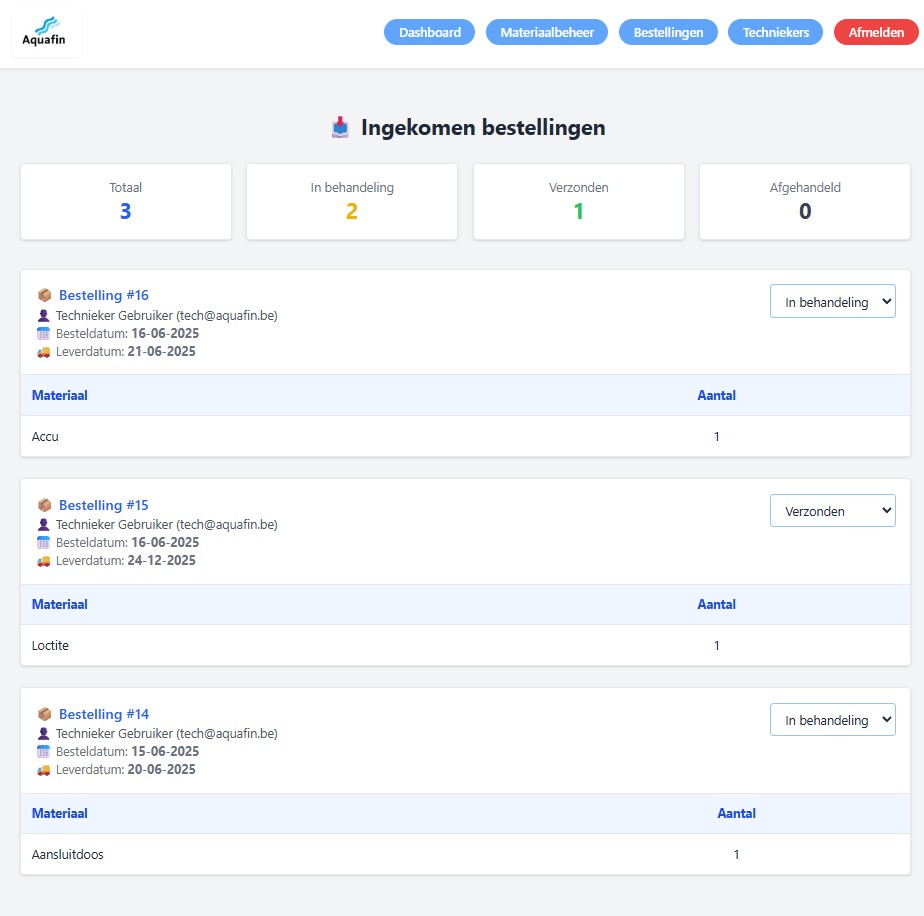 Aquafin
Dashboard Materiaalbeheer Bestellingen Techniekers Afmelden
Ingekomen bestellingen
Totaal
3
In behandeling
2
Verzonden
1
Afgehandeld
0
Bestelling #16
Technieker Gebruiker (tech@aquafin.be)
Besteldatum: 16-06-2025
Leverdatum: 21-06-2025
In behandeling
Materiaal Aantal
Accu 1
Bestelling #15
Technieker Gebruiker (tech@aquafin.be)
Besteldatum: 16-06-2025
Leverdatum: 24-12-2025
Verzonden
Materiaal Aantal
Loctite 1
Bestelling #14
Technieker Gebruiker (tech@aquafin.be)
Besteldatum: 15-06-2025
Leverdatum: 20-06-2025
In behandeling
Materiaal Aantal
Aansluitdoos 1